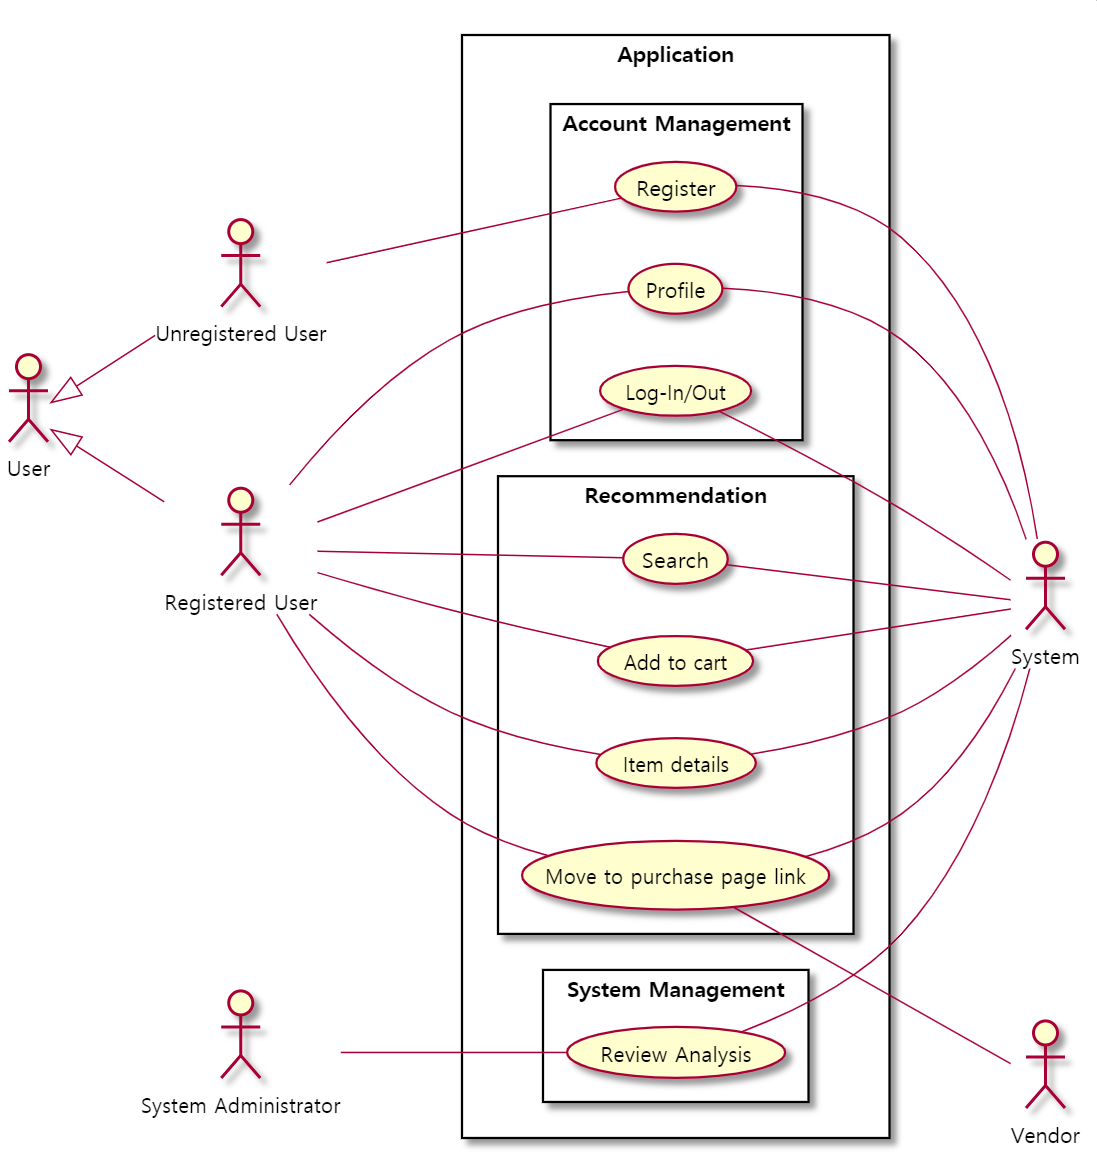 Application
Account Management
Register
Profile
Log-In/Out
Unregistered User
User
Registered User
Recommendation
Search
Add to cart
Item details
Move to purchase page link
System
System Management
Review Analysis
System Administrator
Vendor